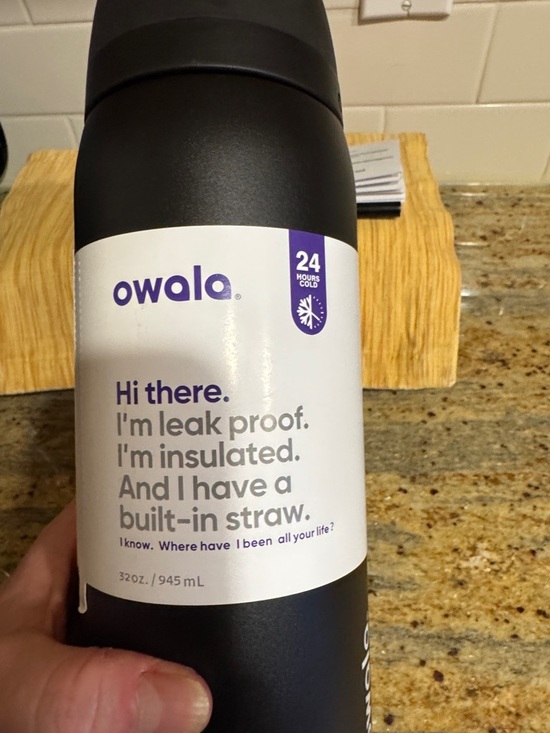 owala®
24
HOURS
COLD
Hi there.
I'm leak proof.
I'm insulated.
And I have a
built-in straw.
I know. Where have I been all your life?
32oz. / 945 mL